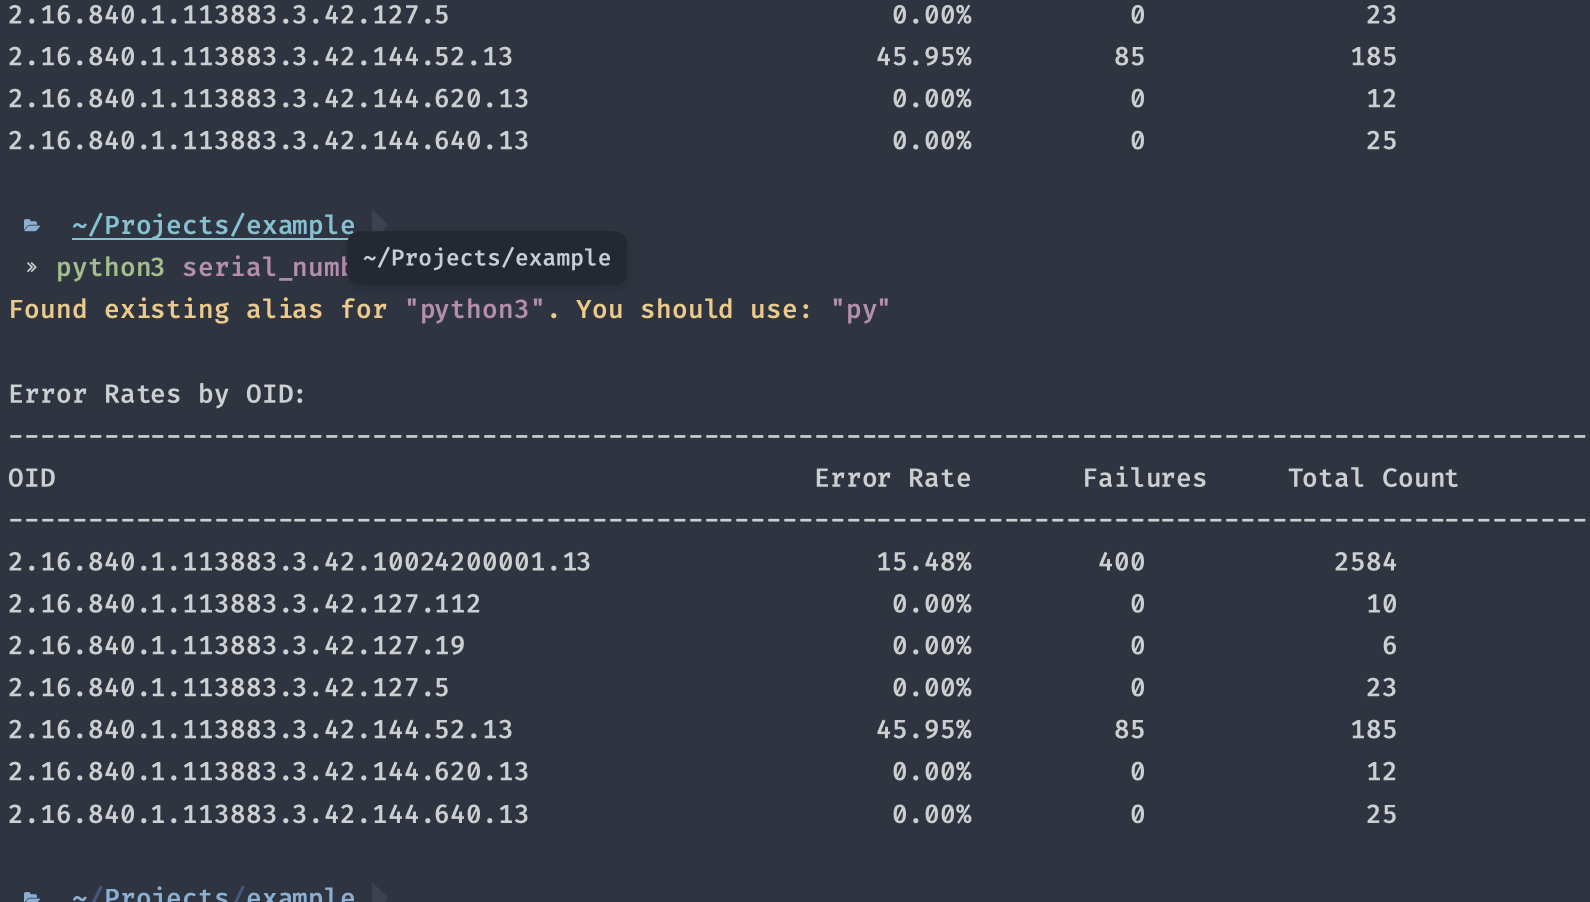 2.16.840.1.113883.3.42.127.5 0.00% 0 23
2.16.840.1.113883.3.42.144.52.13 45.95% 85 185
2.16.840.1.113883.3.42.144.620.13 0.00% 0 12
2.16.840.1.113883.3.42.144.640.13 0.00% 0 25
~/Projects/example
~/Projects/example
» python3 serial_numb
Found existing alias for "python3". You should use: "py"
Error Rates by OID:
----------------------------------------------------------------------------------------------------
OID Error Rate Failures Total Count
----------------------------------------------------------------------------------------------------
2.16.840.1.113883.3.42.10024200001.13 15.48% 400 2584
2.16.840.1.113883.3.42.127.112 0.00% 0 10
2.16.840.1.113883.3.42.127.19 0.00% 0 6
2.16.840.1.113883.3.42.127.5 0.00% 0 23
2.16.840.1.113883.3.42.144.52.13 45.95% 85 185
2.16.840.1.113883.3.42.144.620.13 0.00% 0 12
2.16.840.1.113883.3.42.144.640.13 0.00% 0 25
~/Projects/example